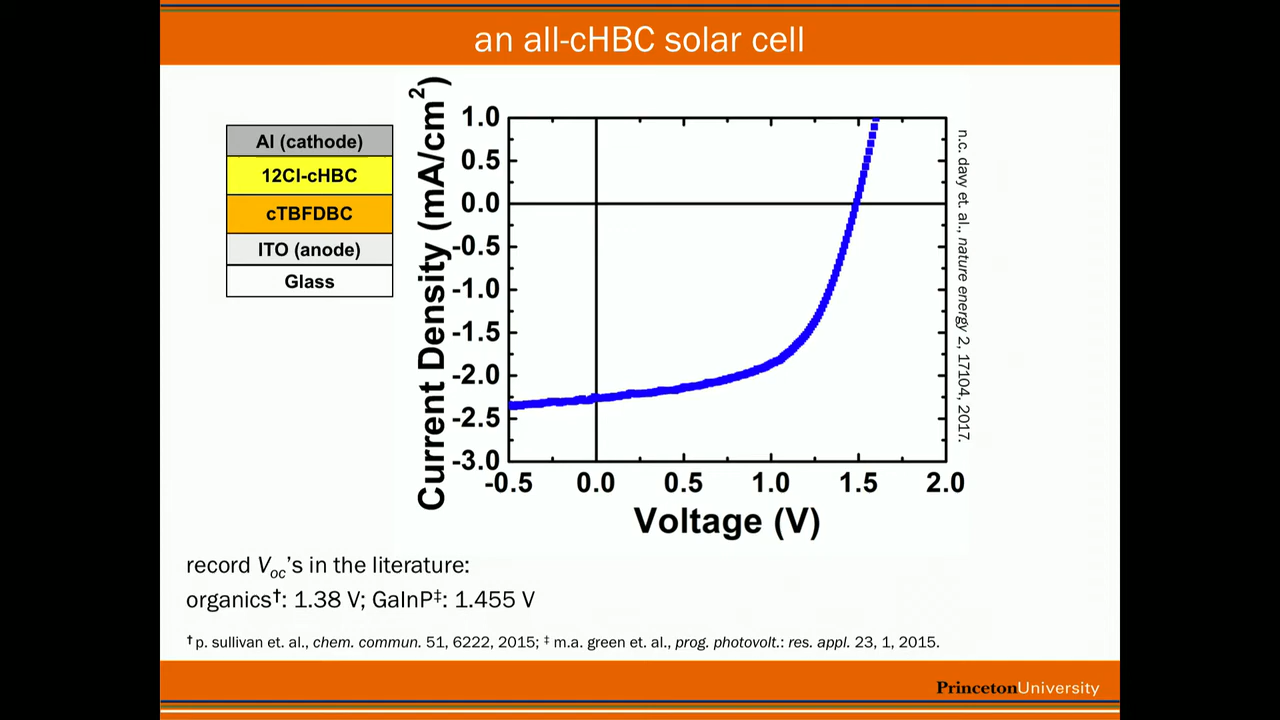 an all-cHBC solar cell
Al (cathode)
12Cl-cHBC
cTBFDBC
ITO (anode)
Glass
Current Density (mA/cm²)
1.0
0.5
0.0
-0.5
-1.0
-1.5
-2.0
-2.5
-3.0
-0.5 0.0 0.5 1.0 1.5 2.0
Voltage (V)
n.c. davy et. al., nature energy 2, 17104, 2017.
record Voc's in the literature:
organics†: 1.38 V; GaInP‡: 1.455 V
† p. sullivan et. al., chem. commun. 51, 6222, 2015; ‡ m.a. green et. al., prog. photovolt.: res. appl. 23, 1, 2015.
PrincetonUniversity